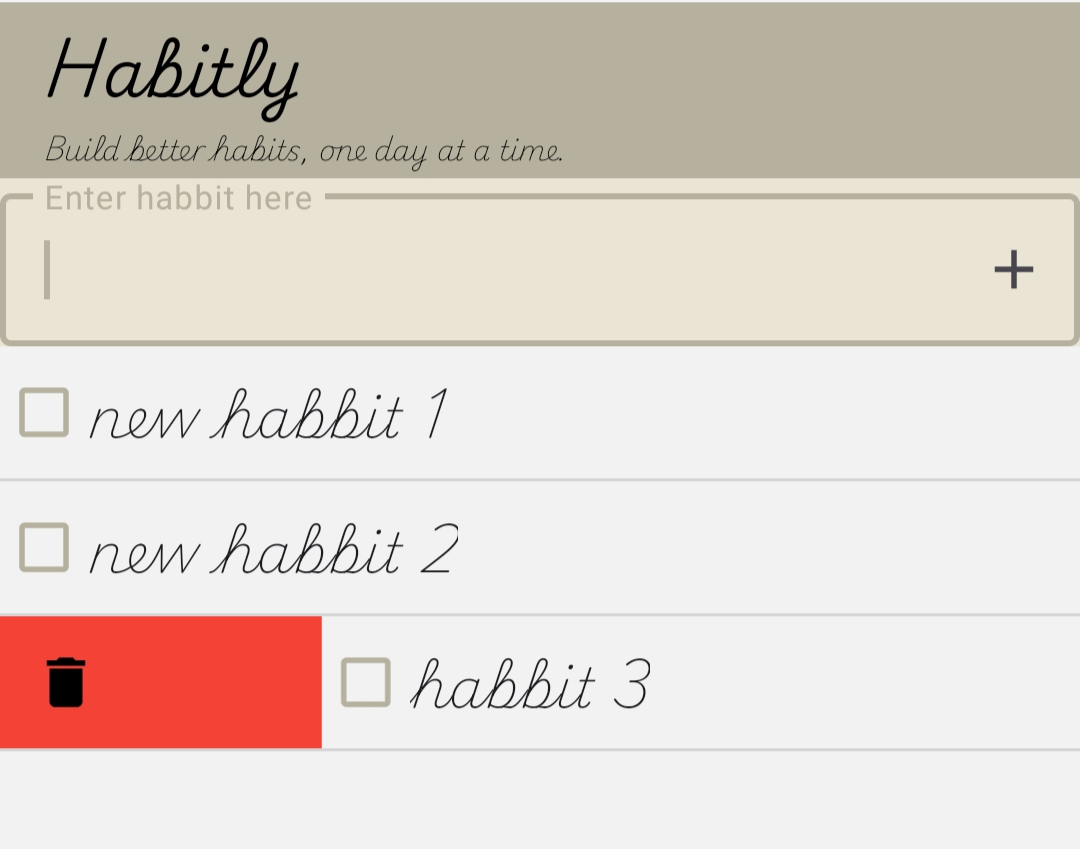 Habitly
Build better habits, one day at a time.
Enter habbit here
new habbit 1
new habbit 2
habbit 3